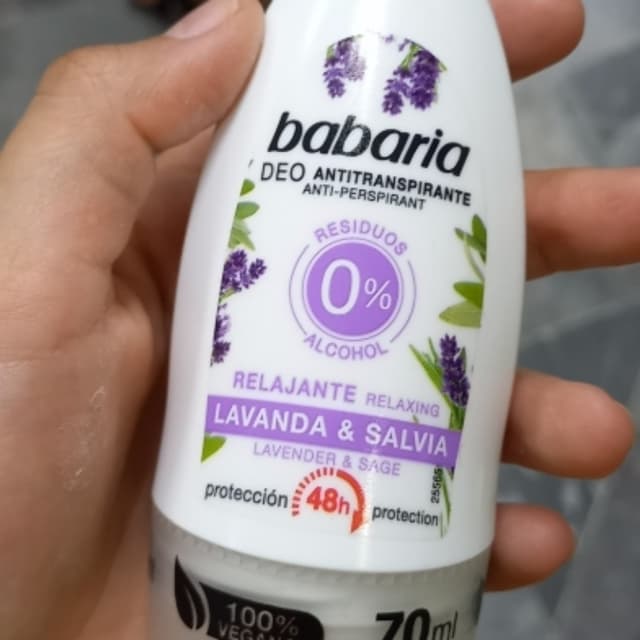 babaria
DEO ANTITRANSPIRANTE
ANTI-PERSPIRANT
RESIDUOS
0%
ALCOHOL
RELAJANTE RELAXING
LAVANDA & SALVIA
LAVENDER & SAGE
protección 48h protection
100%
70ml